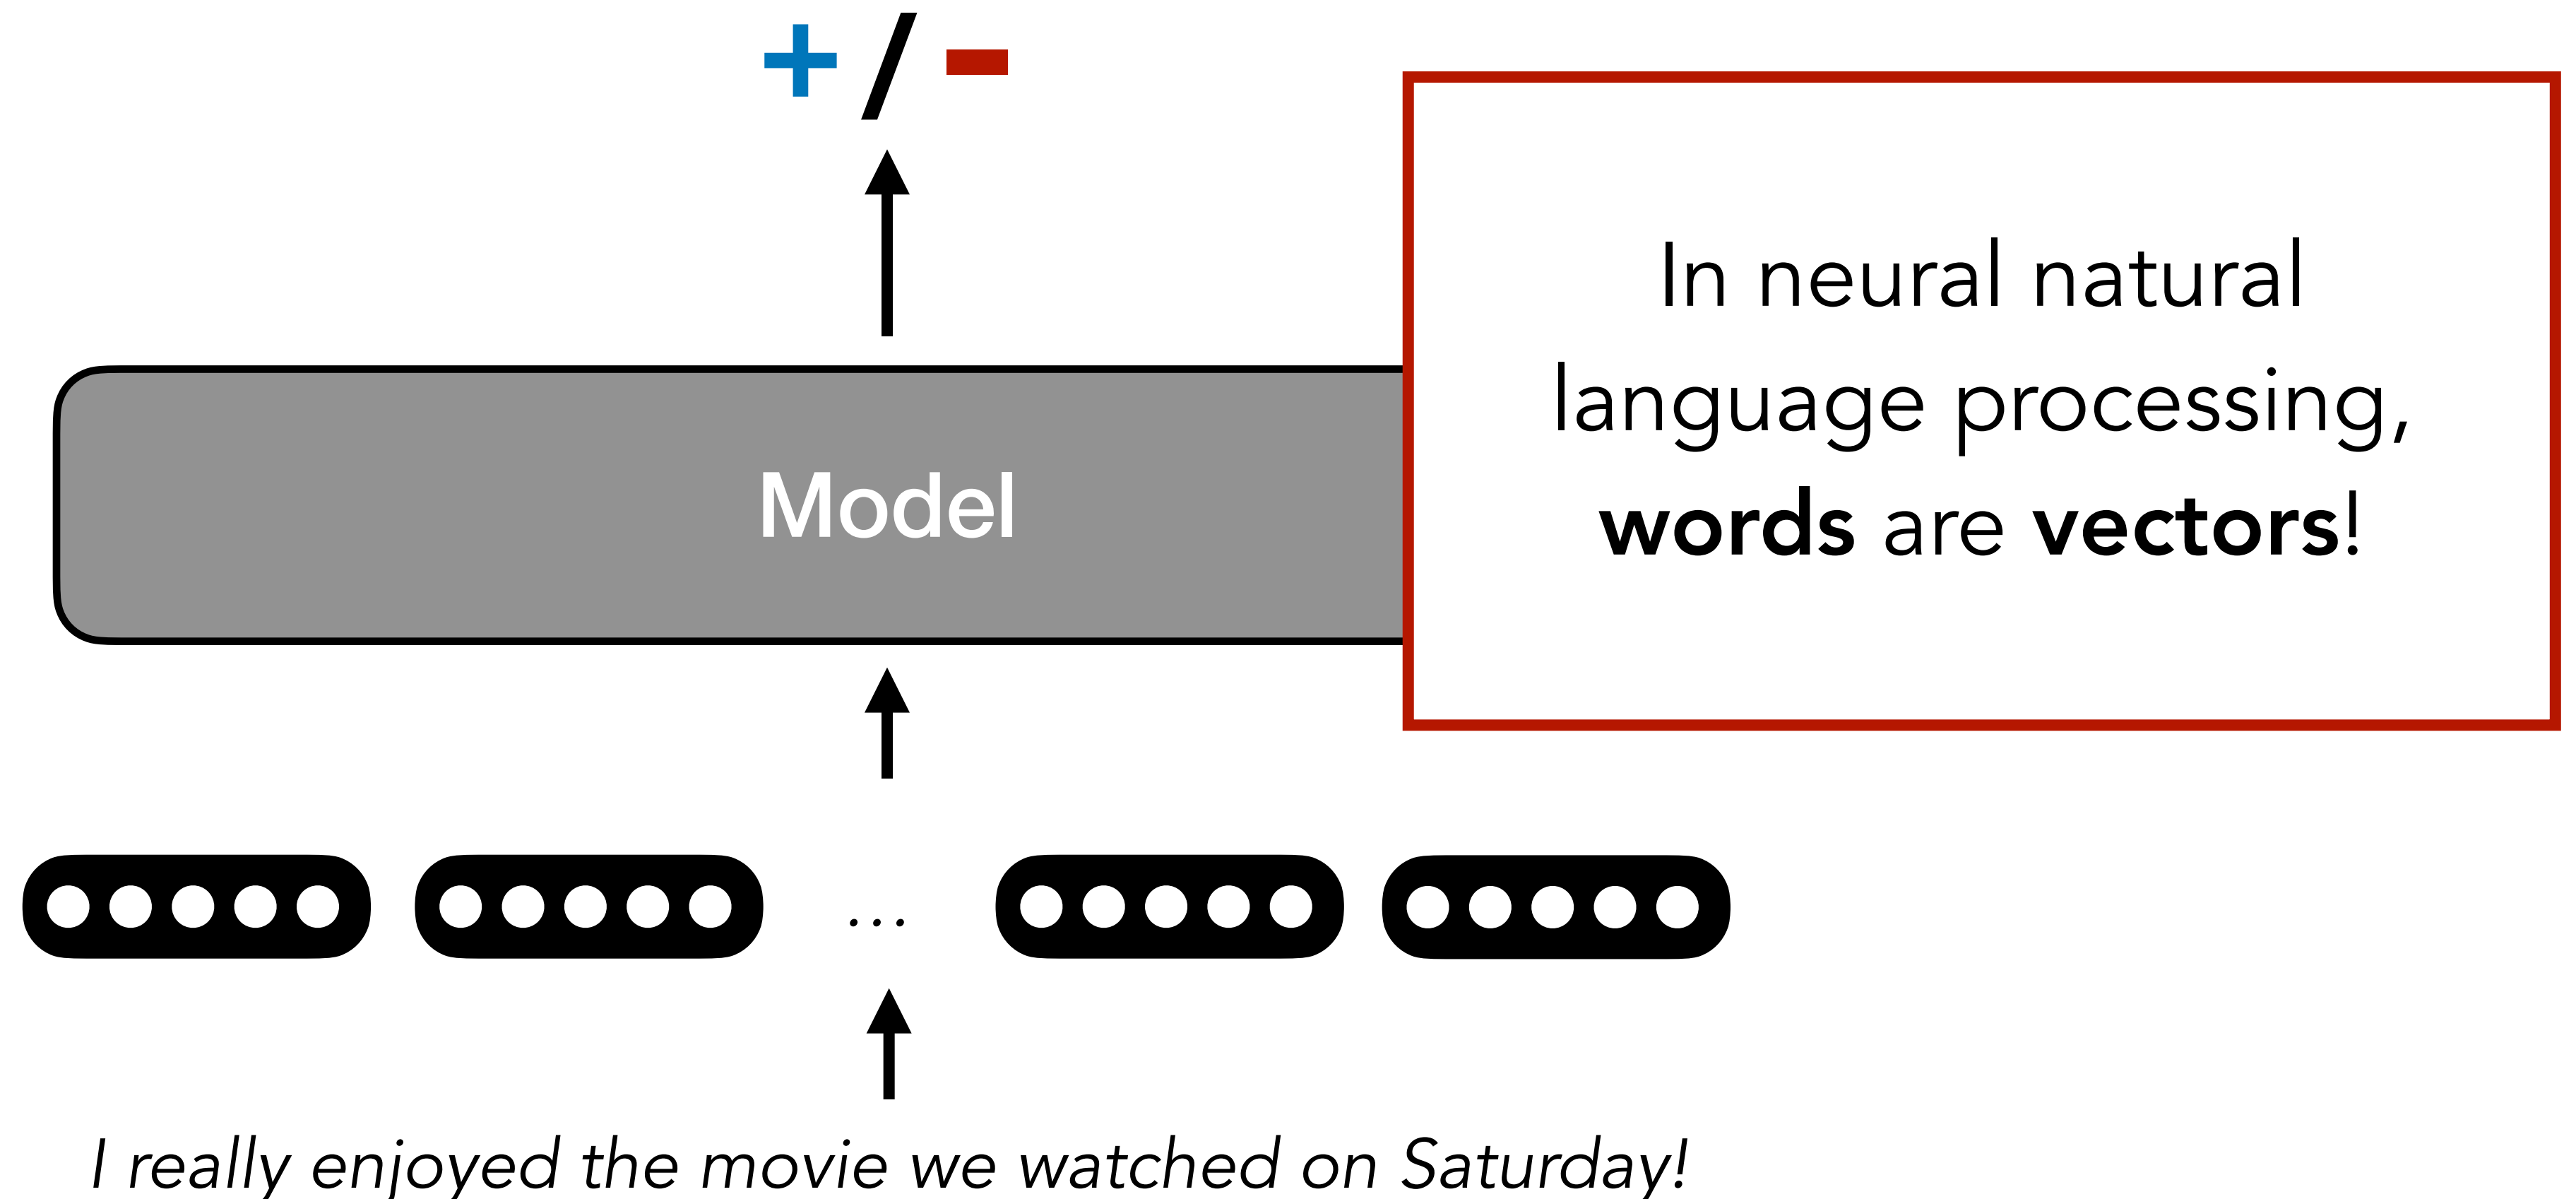 +/-
In neural natural
language processing,
words are vectors!
Model
...
I really enjoyed the movie we watched on Saturday!